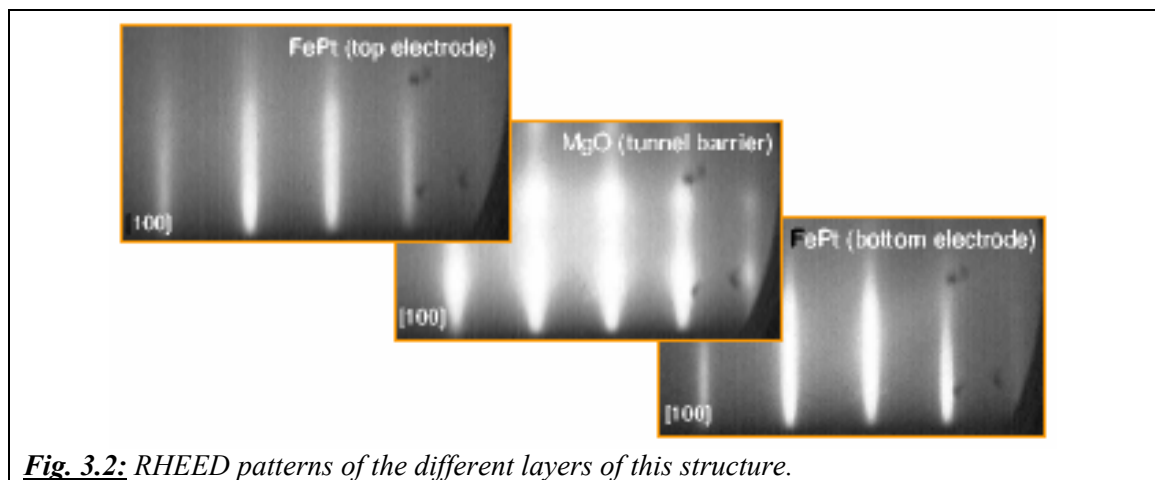 FePt (top electrode)
[100]
MgO (tunnel barrier)
[100]
FePt (bottom electrode)
[100]
Fig. 3.2: RHEED patterns of the different layers of this structure.